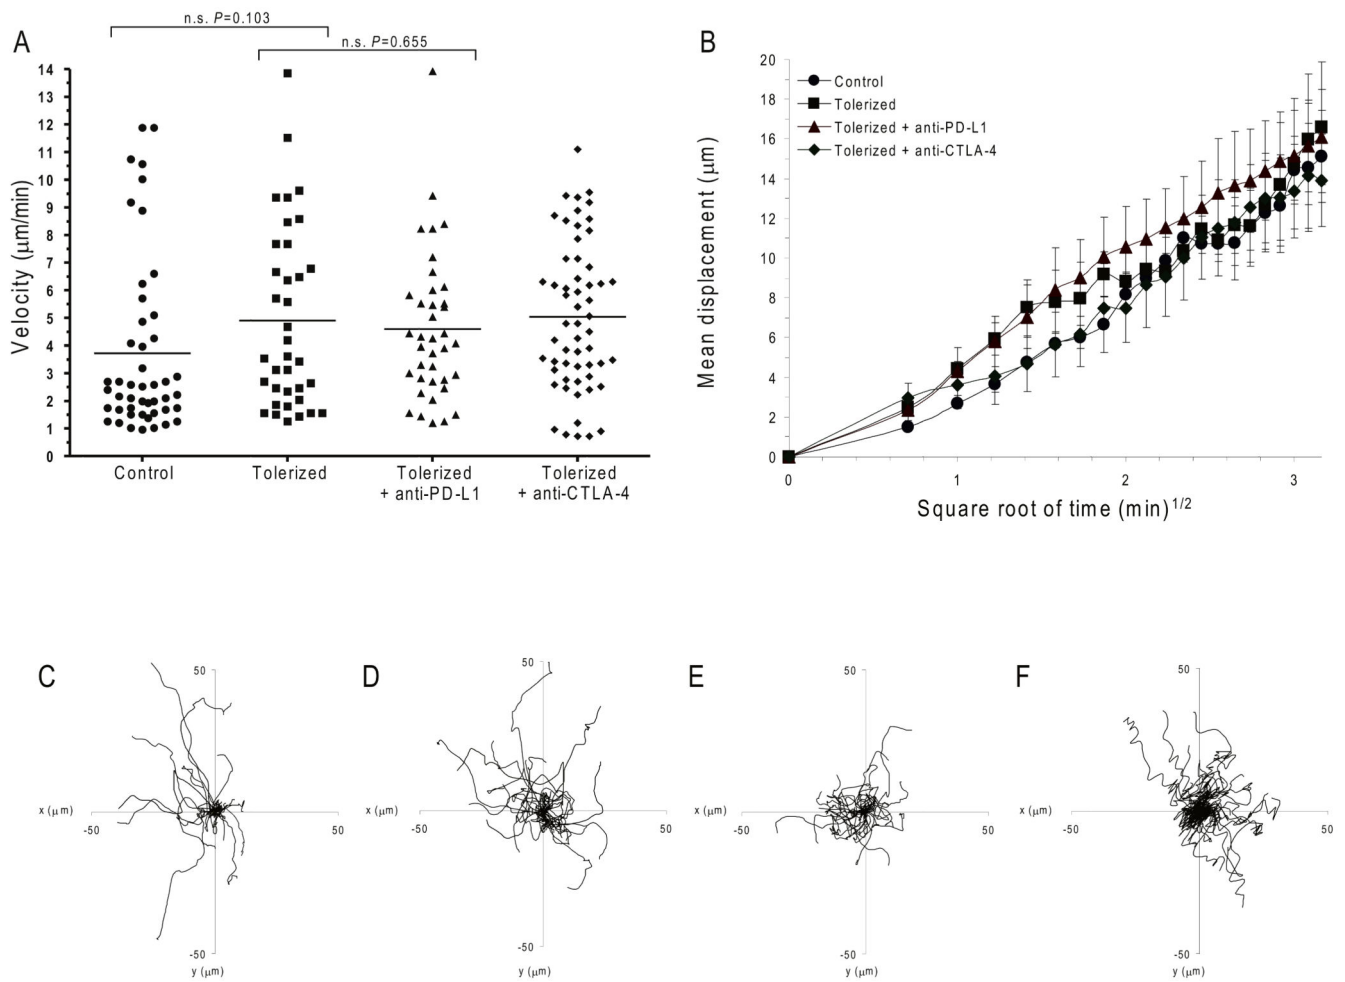 A
n.s. P=0.103
n.s. P=0.655
Velocity (μm/min)
14
13
12
11
10
9
8
7
6
5
4
3
2
1
0
Control
Tolerized
Tolerized
+ anti-PD-L1
Tolerized
+ anti-CTLA-4
B
Mean displacement (μm)
20
18
16
14
12
10
8
6
4
2
0
Control
Tolerized
Tolerized + anti-PD-L1
Tolerized + anti-CTLA-4
0
1
2
3
Square root of time (min)1/2
C
50
x (μm)
-50
50
-50
y (μm)
D
50
x (μm)
-50
50
-50
y (μm)
E
50
x (μm)
-50
50
-50
y (μm)
F
50
x (μm)
-50
50
-50
y (μm)